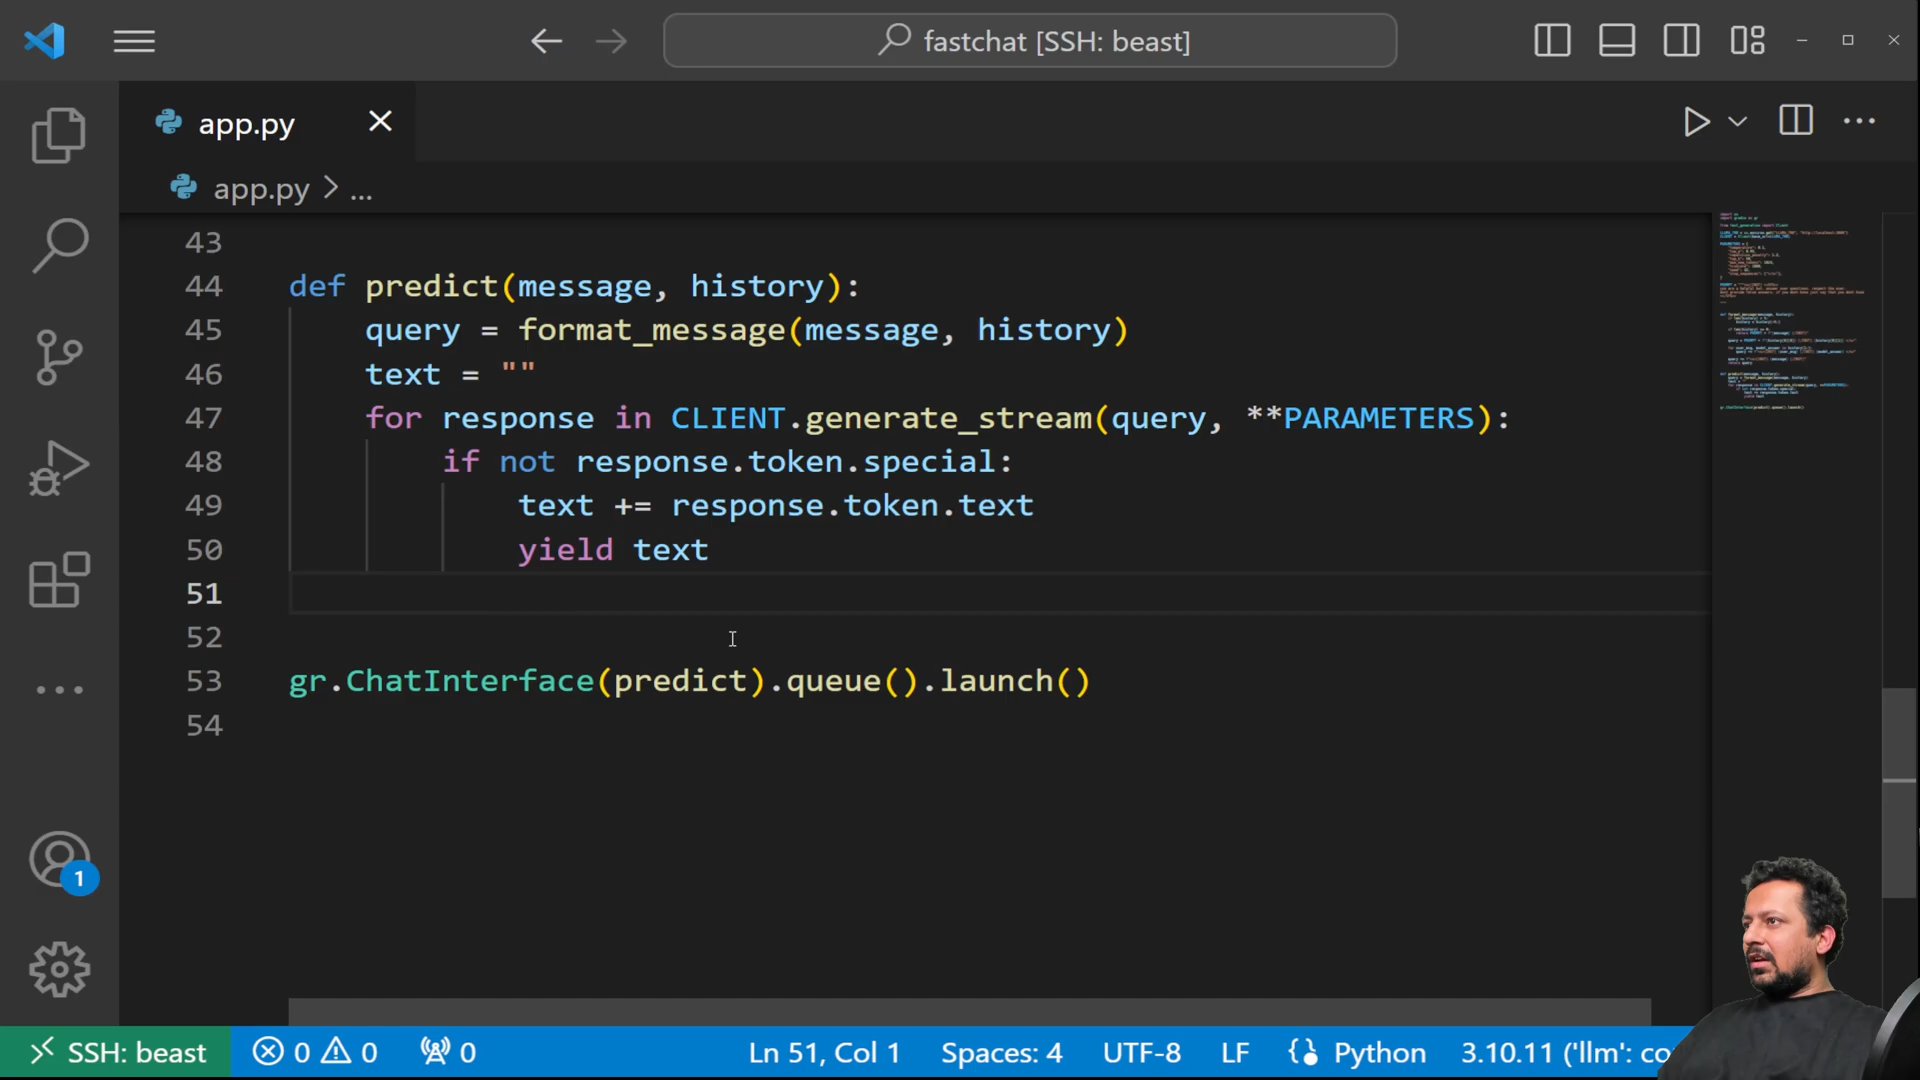 fastchat [SSH: beast]
app.py
app.py > ...
43
44 def predict(message, history):
45 query = format_message(message, history)
46 text = ""
47 for response in CLIENT.generate_stream(query, **PARAMETERS):
48 if not response.token.special:
49 text += response.token.text
50 yield text
51
52
53 gr.ChatInterface(predict).queue().launch()
54
1
SSH: beast 0 0 0 Ln 51, Col 1 Spaces: 4 UTF-8 LF Python 3.10.11 ('llm': co